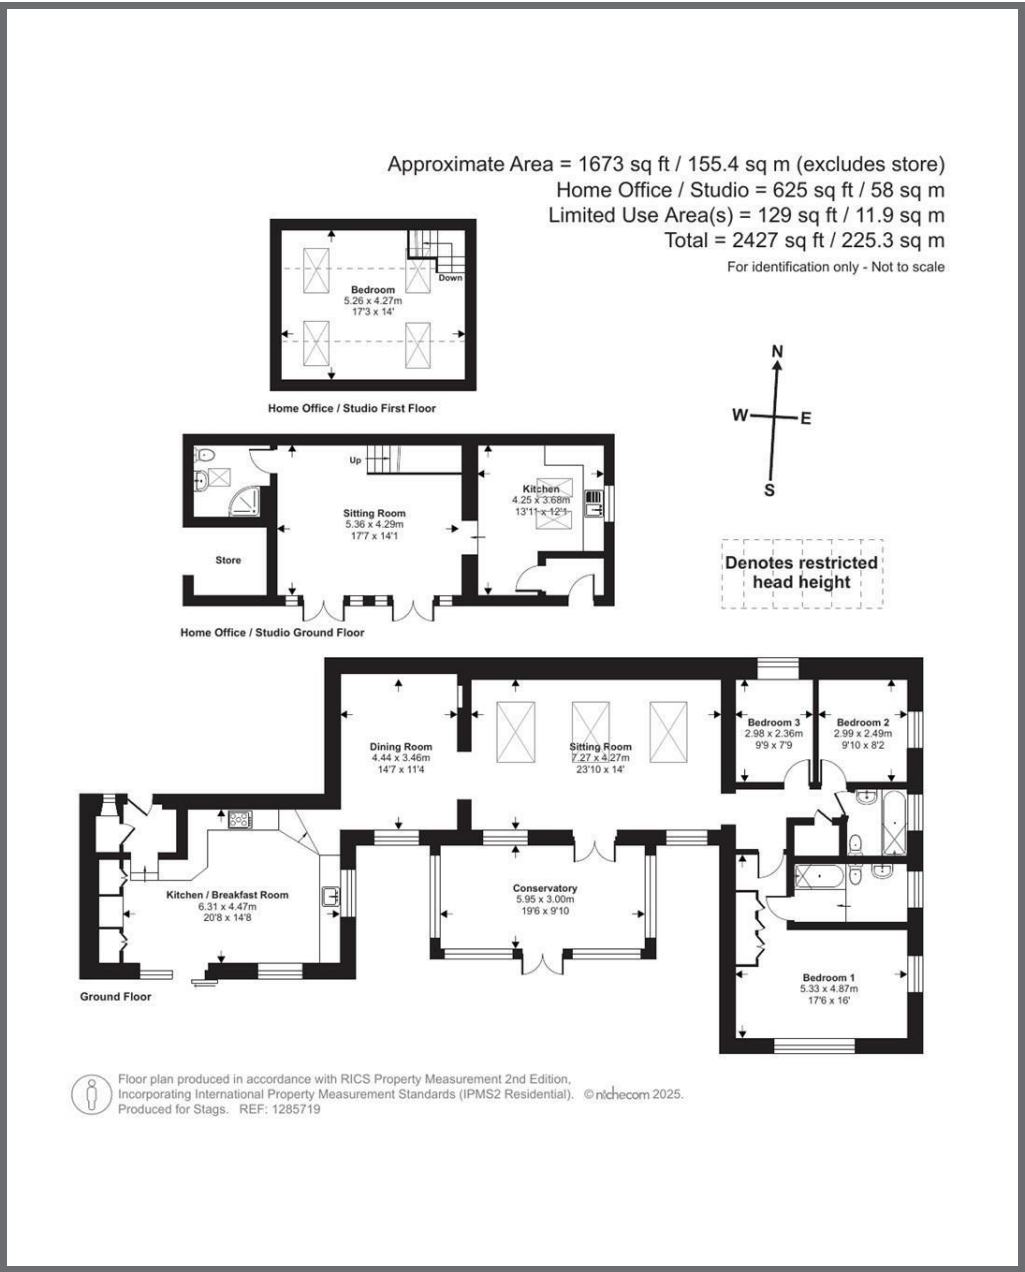 Approximate Area = 1673 sq ft / 155.4 sq m (excludes store)
Home Office / Studio = 625 sq ft / 58 sq m
Limited Use Area(s) = 129 sq ft / 11.9 sq m
Total = 2427 sq ft / 225.3 sq m
For identification only - Not to scale
Down
Bedroom
5.26 x 4.27m
17'3 x 14'
Home Office / Studio First Floor
N
W
E
S
Up
Kitchen
4.25 x 3.68m
13'11 x 12'1
Sitting Room
5.36 x 4.29m
17'7 x 14'1
Store
Home Office / Studio Ground Floor
Denotes restricted
head height
Dining Room
4.44 x 3.46m
14'7 x 11'4
Sitting Room
7.27 x 4.27m
23'10 x 14'
Bedroom 3
2.98 x 2.36m
9'9 x 7'9
Bedroom 2
2.99 x 2.49m
9'10 x 8'2
Kitchen / Breakfast Room
6.31 x 4.47m
20'8 x 14'8
Conservatory
5.95 x 3.00m
19'6 x 9'10
Bedroom 1
5.33 x 4.87m
17'6 x 16'
Ground Floor
Floor plan produced in accordance with RICS Property Measurement 2nd Edition,
Incorporating International Property Measurement Standards (IPMS2 Residential). © nichecom 2025.
Produced for Stags. REF: 1285719